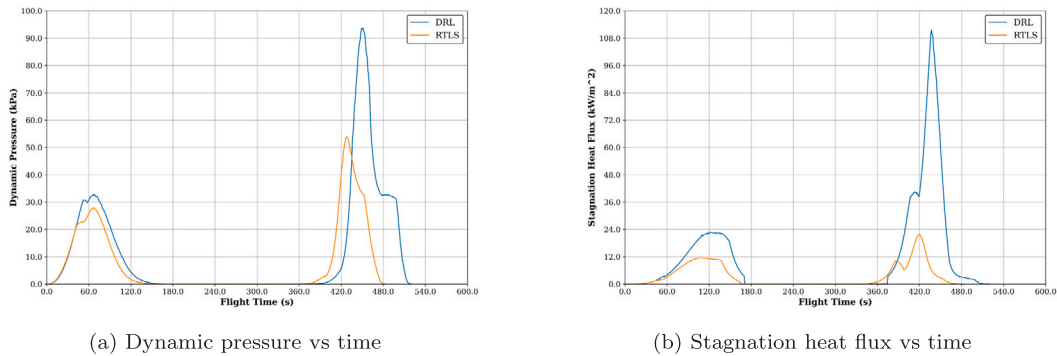 100.0
90.0
80.0
70.0
60.0
50.0
40.0
30.0
20.0
10.0
0.0
Dynamic Pressure (kPa)
DRL
RTLS
0.0 60.0 120.0 180.0 240.0 300.0 360.0 420.0 480.0 540.0 600.0
Flight Time (s)
(a) Dynamic pressure vs time
120.0
108.0
96.0
84.0
72.0
60.0
48.0
36.0
24.0
12.0
0.0
Stagnation Heat Flux (kW/m^2)
DRL
RTLS
0.0 60.0 120.0 180.0 240.0 300.0 360.0 420.0 480.0 540.0 600.0
Flight Time (s)
(b) Stagnation heat flux vs time